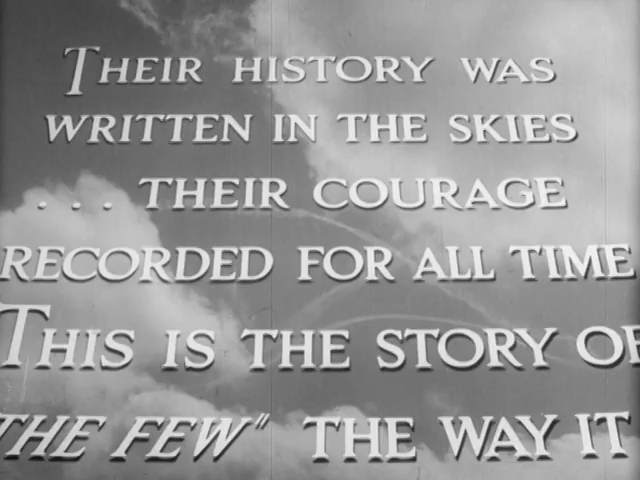 THEIR HISTORY WAS
WRITTEN IN THE SKIES
... THEIR COURAGE
RECORDED FOR ALL TIME
THIS IS THE STORY OF
THE FEW" THE WAY IT